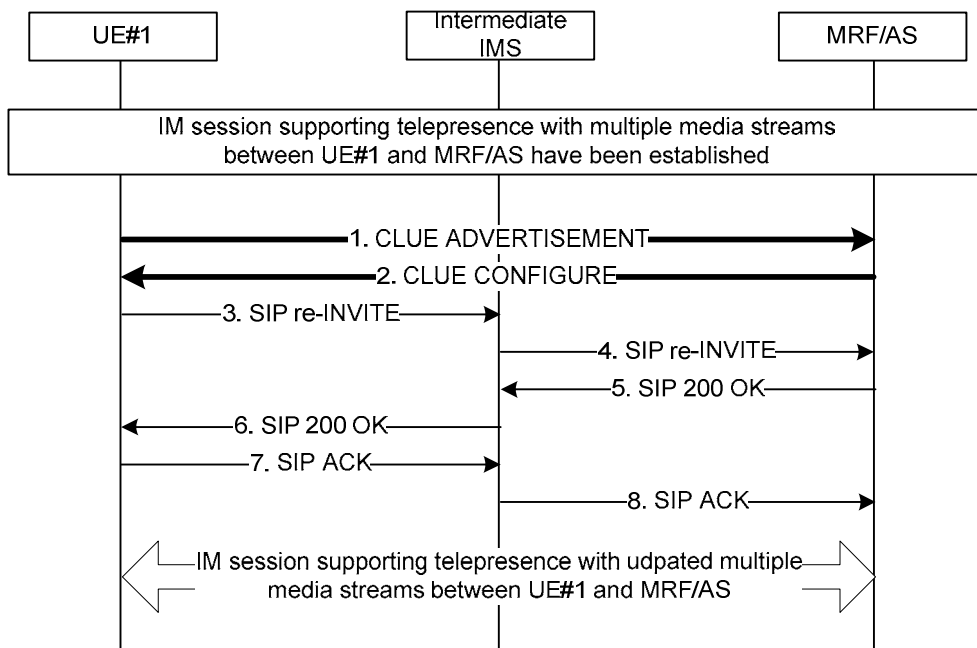 UE#1
Intermediate
IMS
MRF/AS
IM session supporting telepresence with multiple media streams
between UE#1 and MRF/AS have been established
1. CLUE ADVERTISEMENT
2. CLUE CONFIGURE
3. SIP re-INVITE
4. SIP re-INVITE
5. SIP 200 OK
6. SIP 200 OK
7. SIP ACK
8. SIP ACK
IM session supporting telepresence with udpated multiple
media streams between UE#1 and MRF/AS